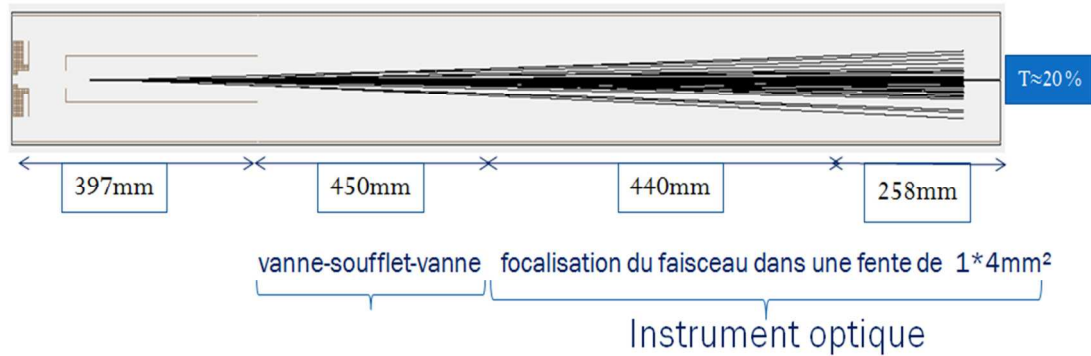 T≈20 %
397mm
450mm
440mm
258mm
vanne-soufflet-vanne
focalisation du faisceau dans une fente de 1*4mm²
Instrument optique